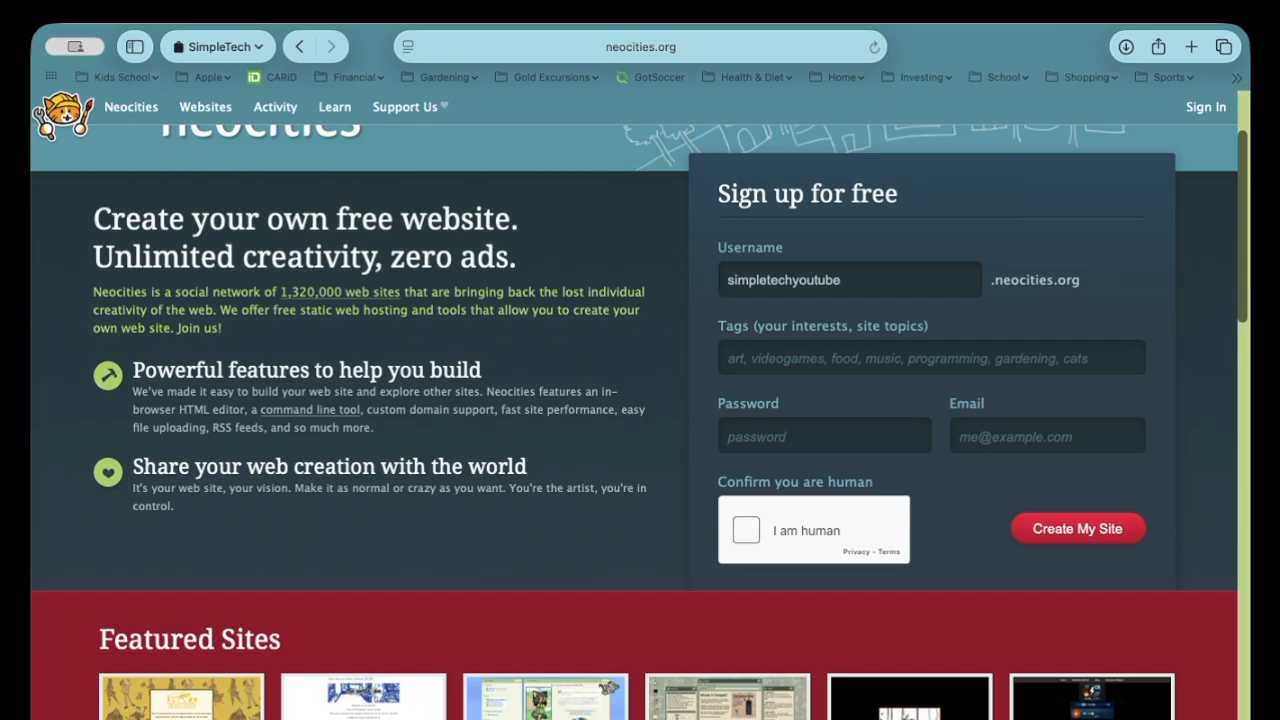 SimpleTech
neocities.org
Kids School
Apple
iD CARiD
Financial
Gardening
Gold Excursions
GotSoccer
Health & Diet
Home
Investing
School
Shopping
Sports
Neocities
Websites
Activity
Learn
Support Us
Sign In
neocities
Create your own free website.
Unlimited creativity, zero ads.
Neocities is a social network of 1,320,000 web sites that are bringing back the lost individual
creativity of the web. We offer free static web hosting and tools that allow you to create your
own web site. Join us!
Powerful features to help you build
We've made it easy to build your web site and explore other sites. Neocities features an in-
browser HTML editor, a command line tool, custom domain support, fast site performance, easy
file uploading, RSS feeds, and so much more.
Share your web creation with the world
It's your web site, your vision. Make it as normal or crazy as you want. You're the artist, you're in
control.
Sign up for free
Username
simpletechyoutube .neocities.org
Tags (your interests, site topics)
art, videogames, food, music, programming, gardening, cats
Password Email
password me@example.com
Confirm you are human
I am human
Privacy - Terms
Create My Site
Featured Sites